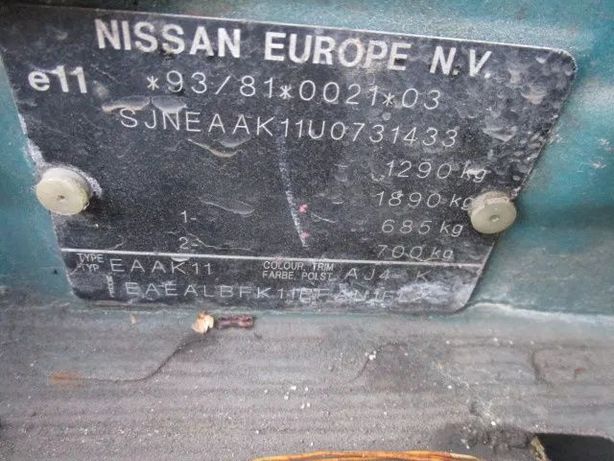 NISSAN EUROPE N.V.
e11 *93/81*0021*03
SJNEAAK11U0731433
1290 kg
1890 kg
1- 685 kg
2- 700 kg
TYPE TYP EAAK11 COLOUR, TRIM FARBE, POLST. AJ4 K